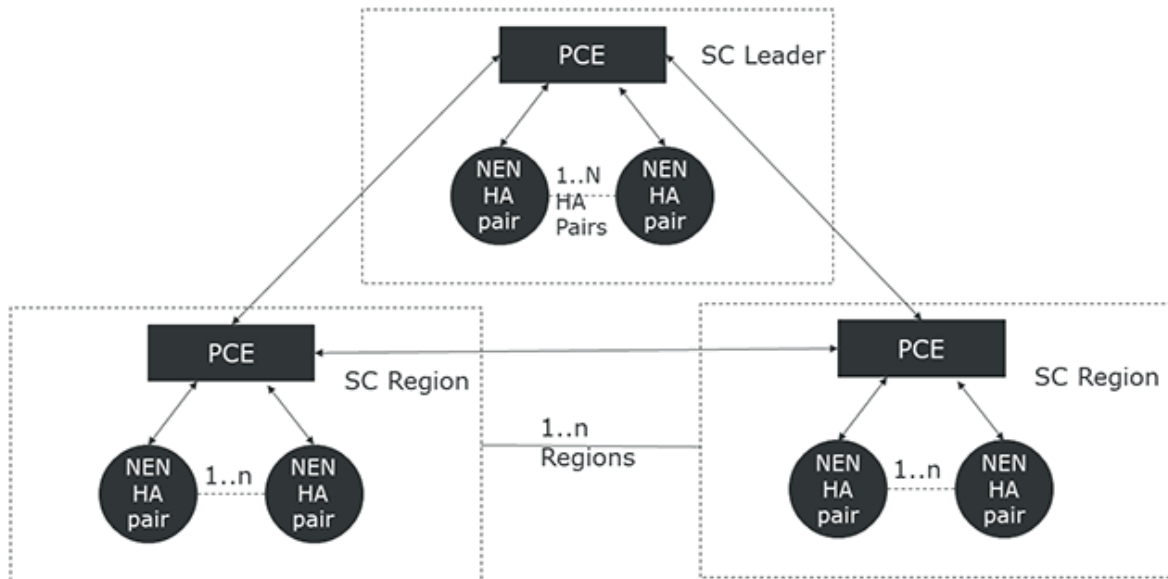 PCE
SC Leader
NEN
HA
pair
1..N
HA
Pairs
NEN
HA
pair
PCE
SC Region
NEN
HA
pair
1..n
NEN
HA
pair
1..n
Regions
PCE
SC Region
NEN
HA
pair
1..n
NEN
HA
pair